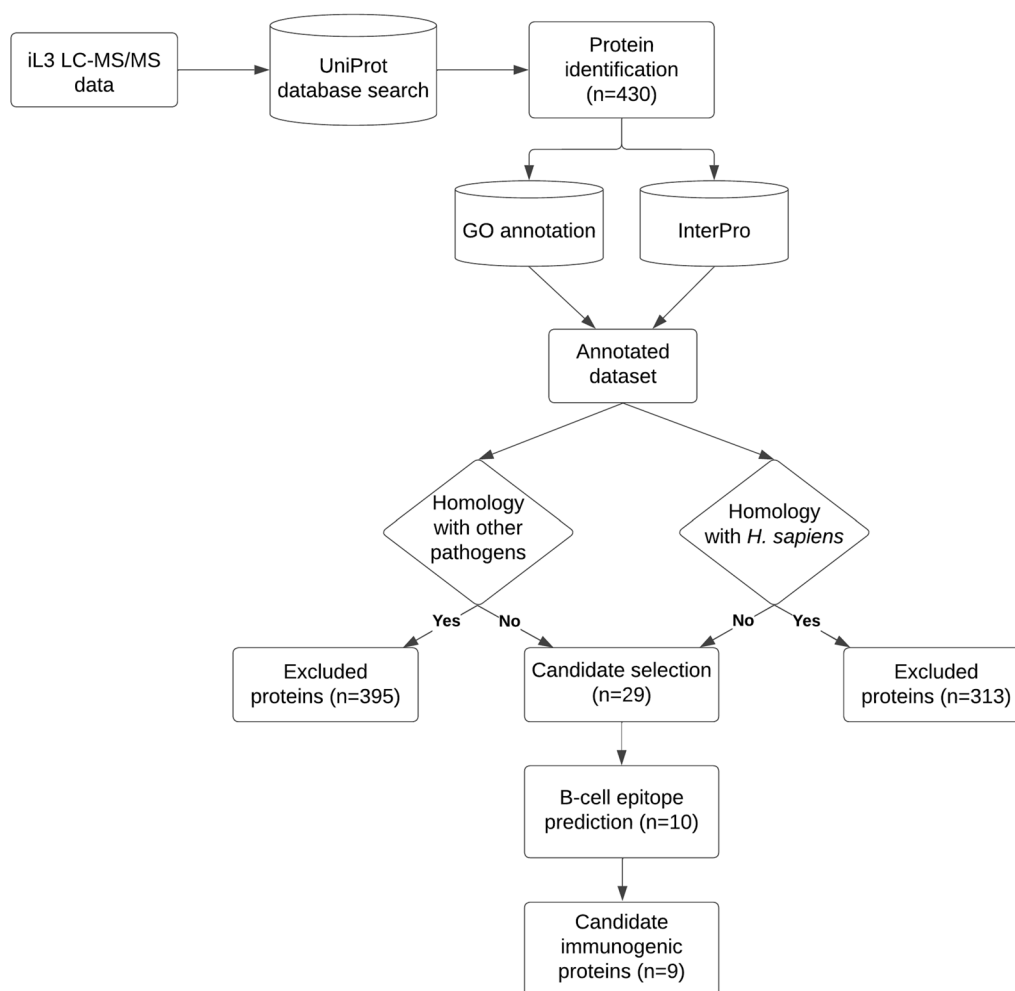 iL3 LC-MS/MS
data
UniProt
database search
Protein
identification
(n=430)
GO annotation
InterPro
Annotated
dataset
Homology
with other
pathogens
Homology
with H. sapiens
Yes
No
No
Yes
Excluded
proteins (n=395)
Candidate selection
(n=29)
Excluded
proteins (n=313)
B-cell epitope
prediction (n=10)
Candidate
immunogenic
proteins (n=9)